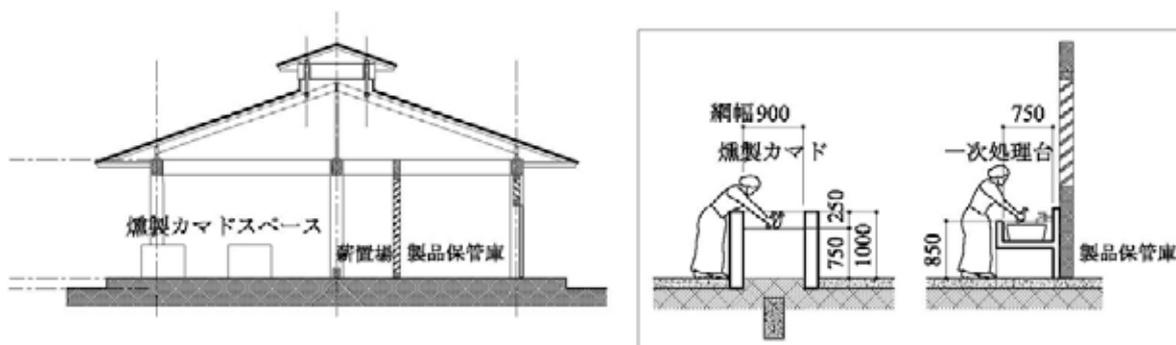 燻製カマドスペース
薪置場
製品保管庫
網幅900
燻製カマド
250
750
1000
750
一次処理台
850
製品保管庫